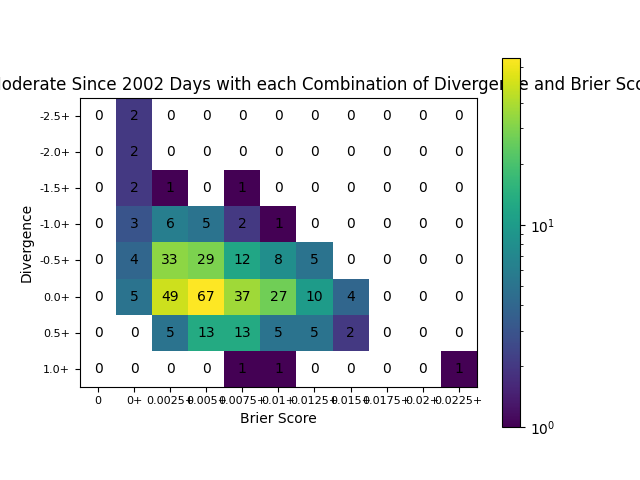 Moderate Since 2002 Days with each Combination of Divergence and Brier Sco
-2.5+ 0 2 0 0 0 0 0 0 0 0 0
-2.0+ 0 2 0 0 0 0 0 0 0 0 0
-1.5+ 0 2 1 0 1 0 0 0 0 0 0
-1.0+ 0 3 6 5 2 1 0 0 0 0 0
-0.5+ 0 4 33 29 12 8 5 0 0 0 0
0.0+ 0 5 49 67 37 27 10 4 0 0 0
0.5+ 0 0 5 13 13 5 5 2 0 0 0
1.0+ 0 0 0 0 1 1 0 0 0 0 1
Divergence
0 0+ 0.0025+ 0.005+ 0.0075+ 0.01+ 0.0125+ 0.015+ 0.0175+ 0.02+ 0.0225+
Brier Score
10¹
10⁰